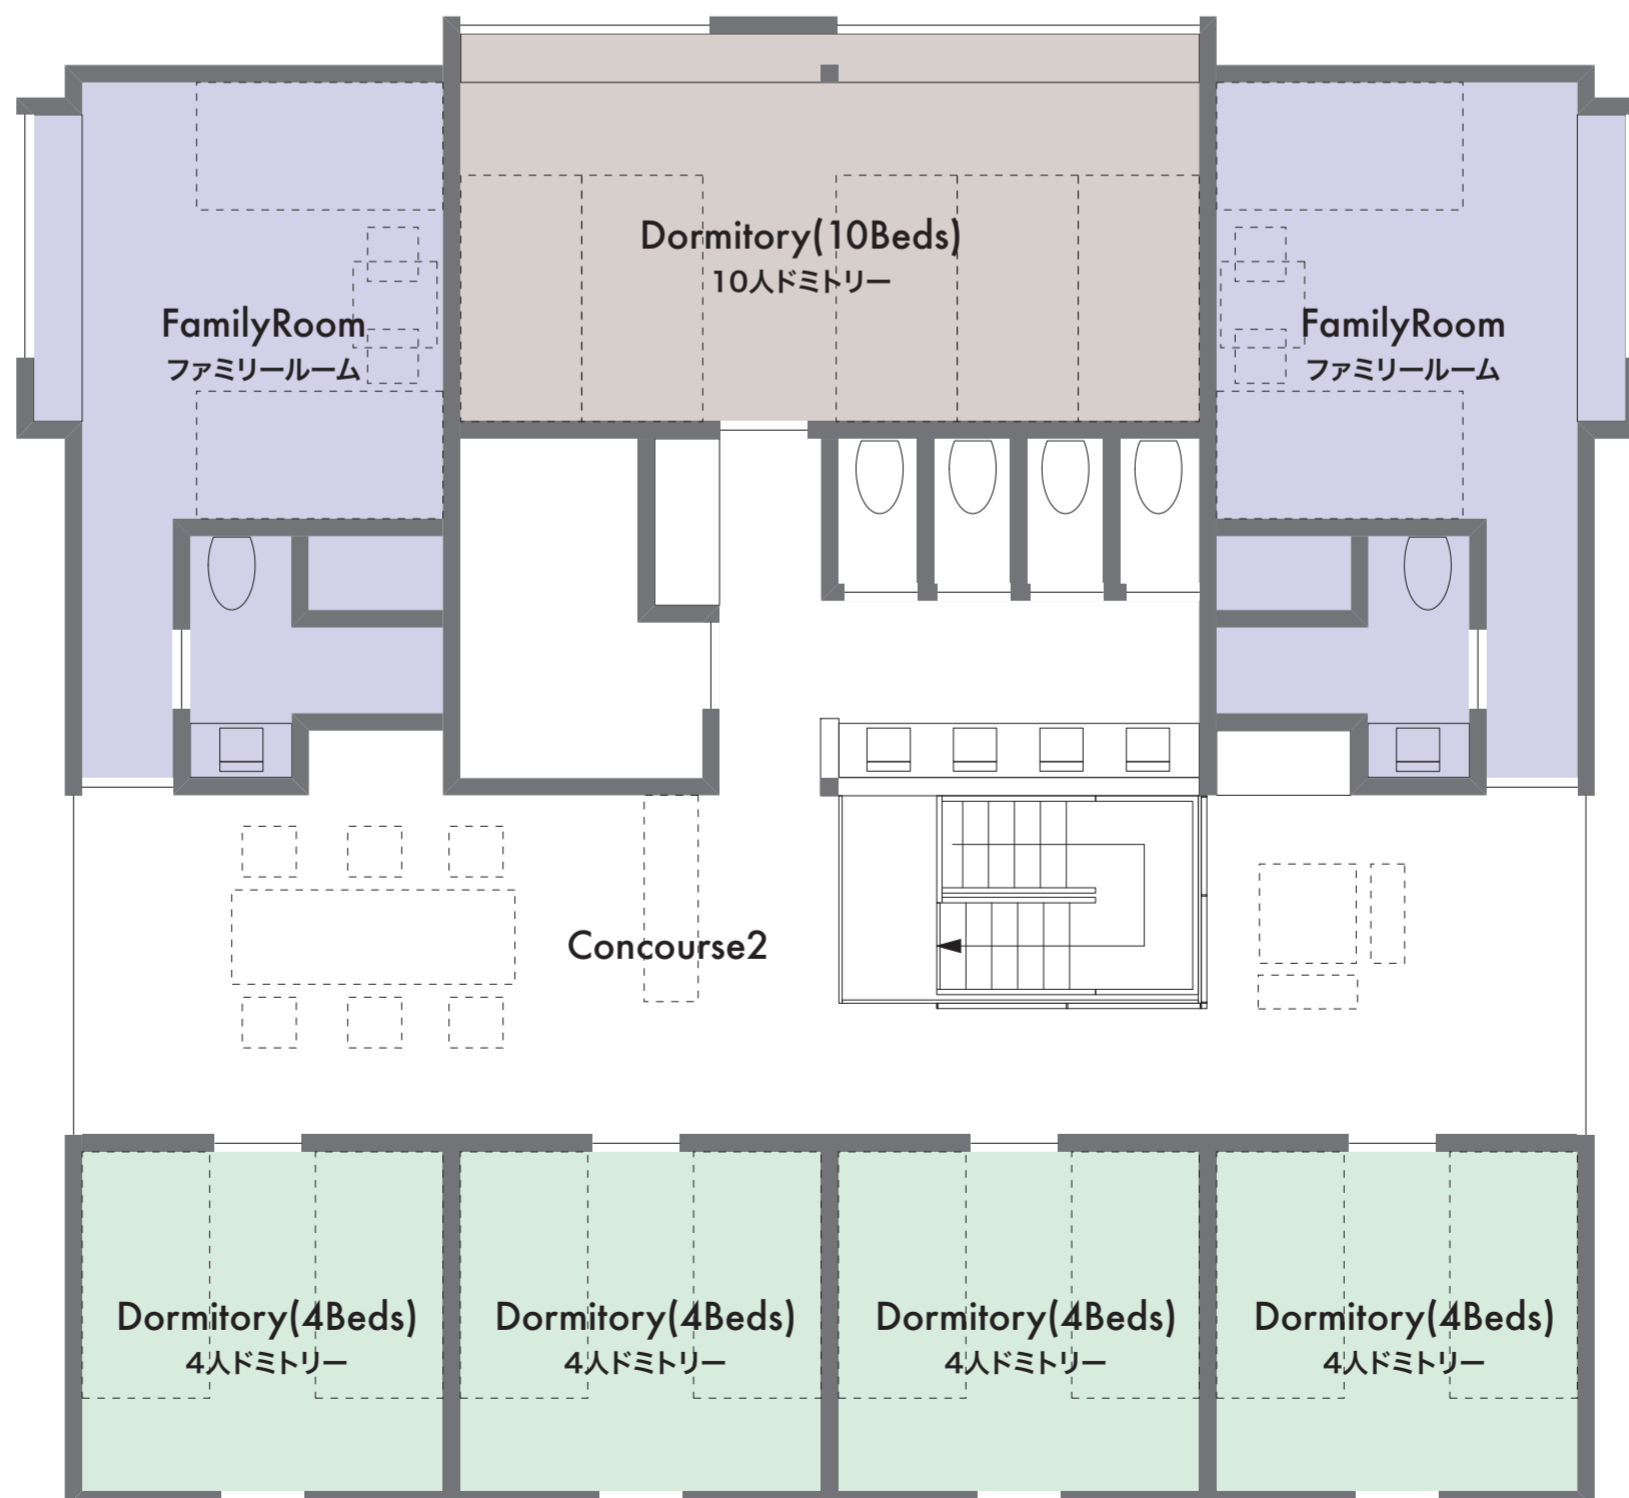 Dormitory(10Beds)
10人ドミトリー
FamilyRoom
ファミリールーム
FamilyRoom
ファミリールーム
Concourse2
Dormitory(4Beds)
4人ドミトリー
Dormitory(4Beds)
4人ドミトリー
Dormitory(4Beds)
4人ドミトリー
Dormitory(4Beds)
4人ドミトリー